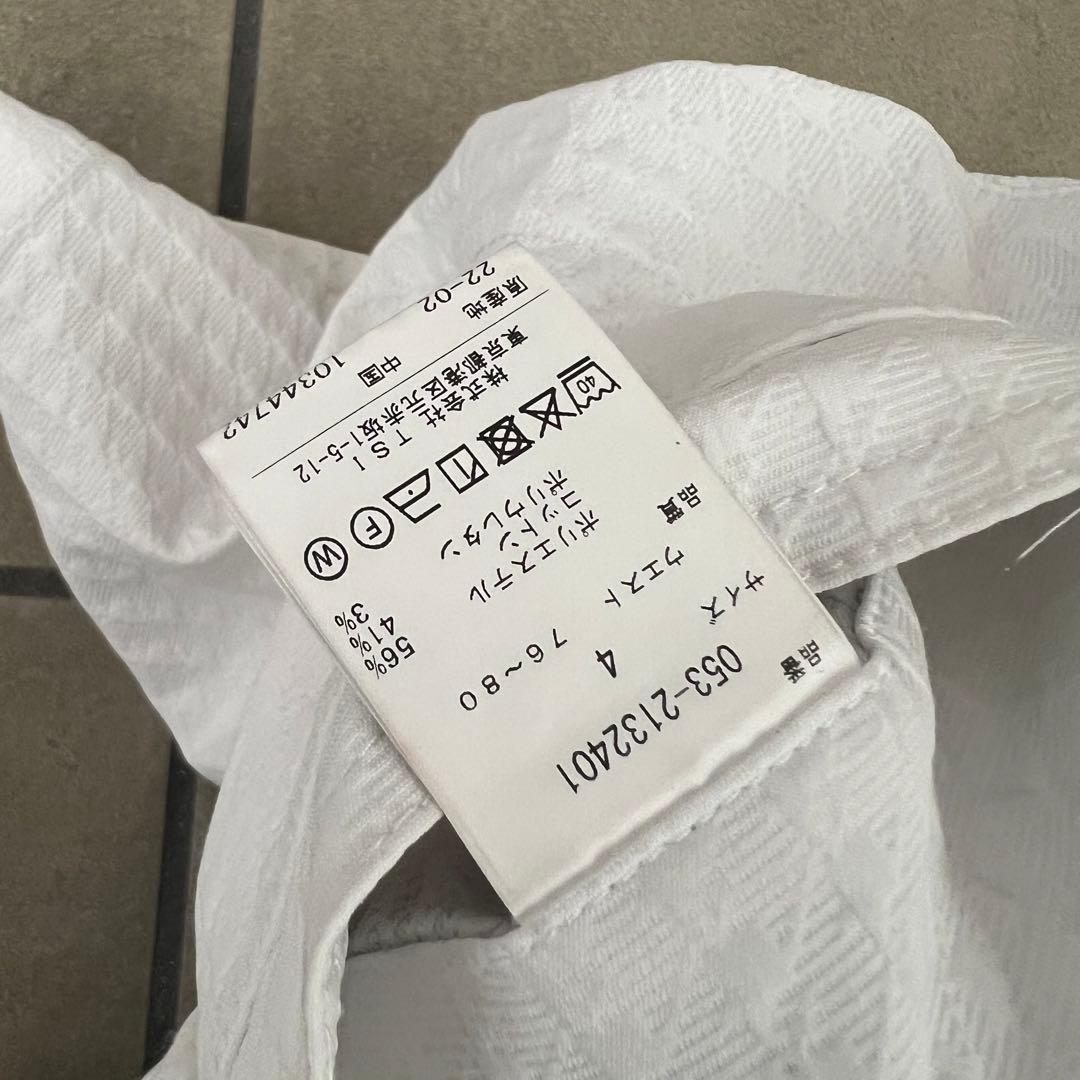 品番 053-2132401
サイズ 4
ウエスト 76~80
品質
ポリエステル 56%
コットン 41%
ポリウレタン 3%
40
F W
株式会社 TSI
東京都港区元赤坂1-5-12
原産地 中国
22-02 10344742